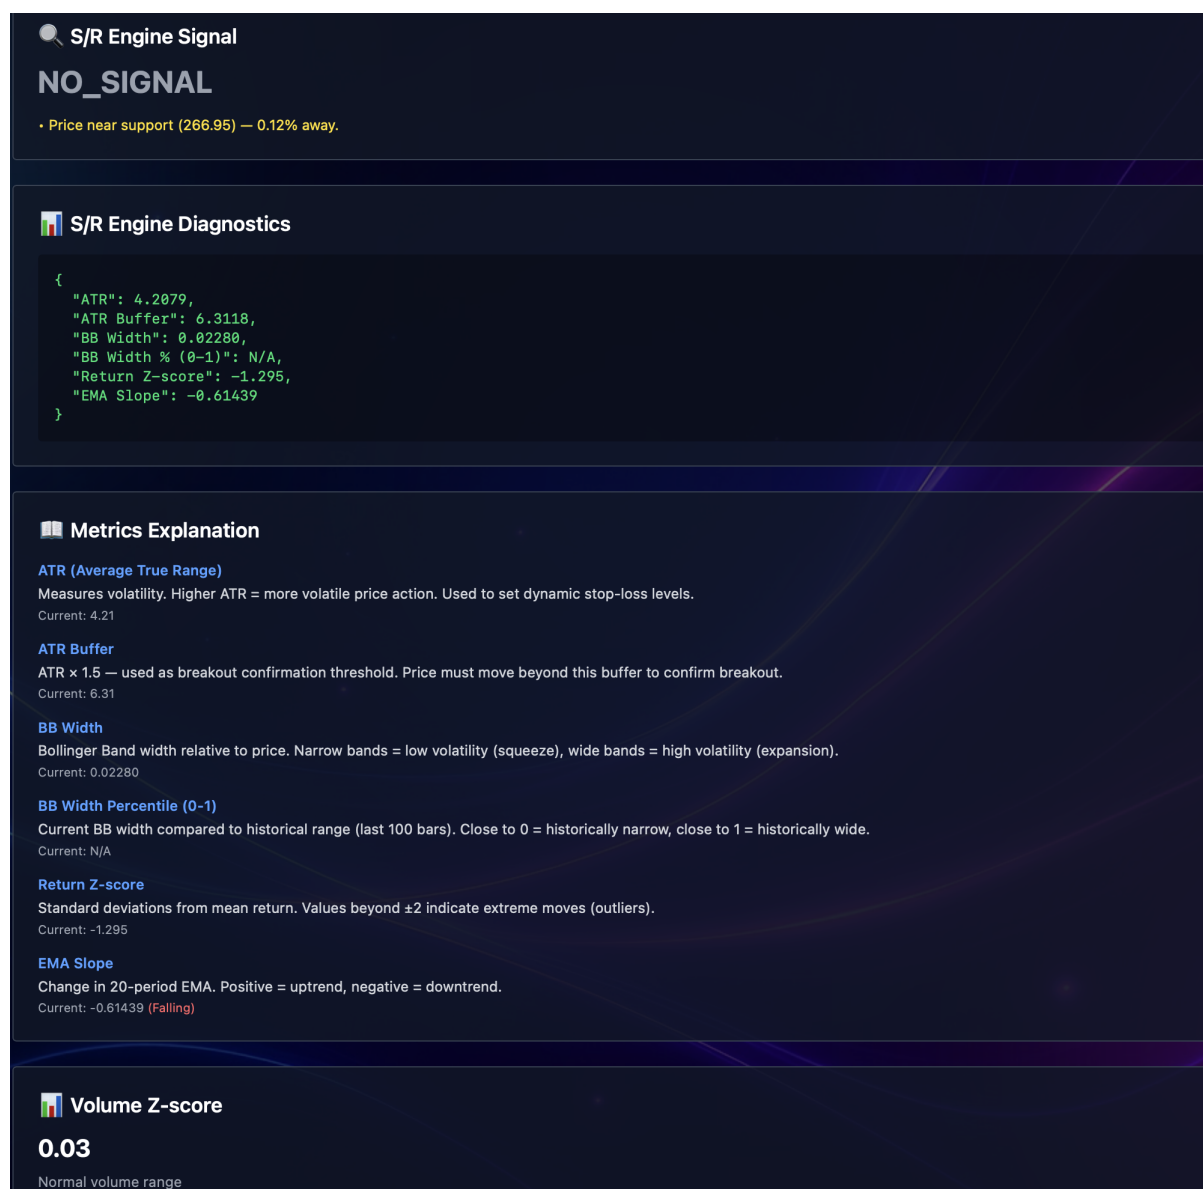 S/R Engine Signal
NO_SIGNAL
• Price near support (266.95) — 0.12% away.
S/R Engine Diagnostics
{
"ATR": 4.2079,
"ATR Buffer": 6.3118,
"BB Width": 0.02280,
"BB Width % (0-1)": N/A,
"Return Z-score": -1.295,
"EMA Slope": -0.61439
}
Metrics Explanation
ATR (Average True Range)
Measures volatility. Higher ATR = more volatile price action. Used to set dynamic stop-loss levels.
Current: 4.21
ATR Buffer
ATR × 1.5 — used as breakout confirmation threshold. Price must move beyond this buffer to confirm breakout.
Current: 6.31
BB Width
Bollinger Band width relative to price. Narrow bands = low volatility (squeeze), wide bands = high volatility (expansion).
Current: 0.02280
BB Width Percentile (0-1)
Current BB width compared to historical range (last 100 bars). Close to 0 = historically narrow, close to 1 = historically wide.
Current: N/A
Return Z-score
Standard deviations from mean return. Values beyond ±2 indicate extreme moves (outliers).
Current: -1.295
EMA Slope
Change in 20-period EMA. Positive = uptrend, negative = downtrend.
Current: -0.61439 (Falling)
Volume Z-score
0.03
Normal volume range